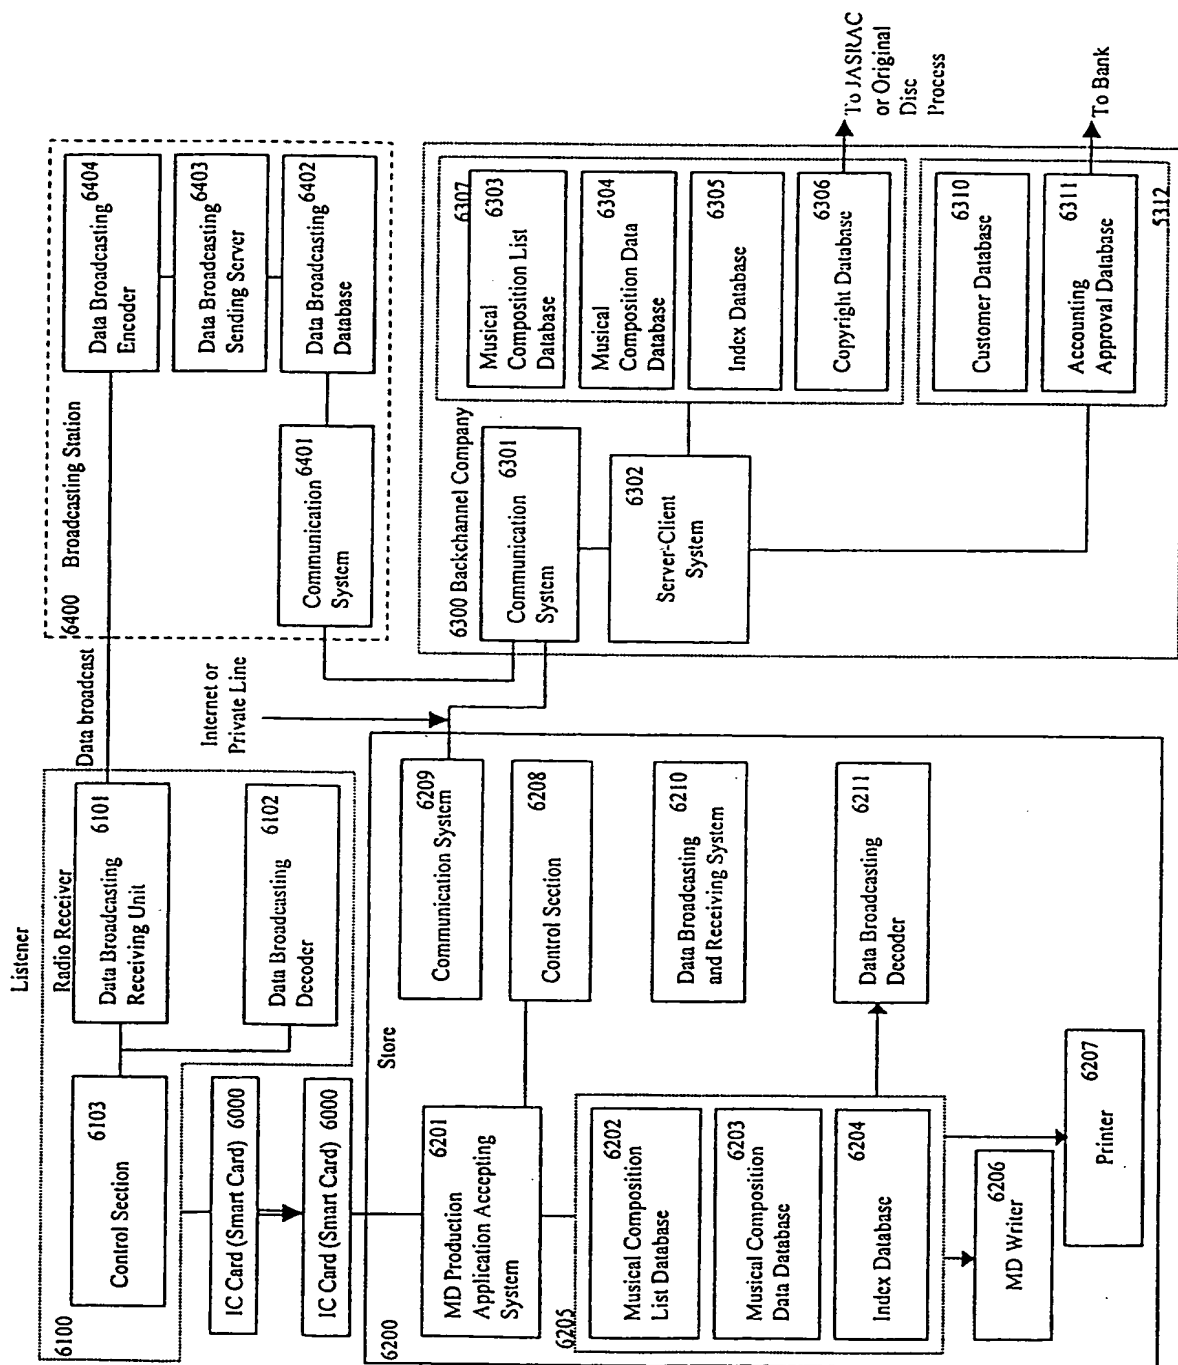 Listener
6100
Radio Receiver
Control Section
6103
Data Broadcasting
Receiving Unit
6101
Data Broadcasting
Decoder
6102
IC Card (Smart Card) 6000
IC Card (Smart Card) 6000
Data broadcast
Internet or
Private Line
6400 Broadcasting Station
Communication
System
6401
Data Broadcasting
Encoder
6404
Data Broadcasting
Sending Server
6403
Data Broadcasting
Database
6402
6200
Store
MD Production
Application Accepting
System
6201
Communication System
6209
Control Section
6208
Data Broadcasting
and Receiving System
6210
Data Broadcasting
Decoder
6211
6205
Musical Composition
List Database
6202
Musical Composition
Data Database
6203
Index Database
6204
MD Writer
6206
Printer
6207
6300 Backchannel Company
Communication
System
6301
Server-Client
System
6302
6307
Musical
Composition List
Database
6303
Musical
Composition Data
Database
6304
Index Database
6305
Copyright Database
6306
To JASRAC
or Original
Disc
Process
Customer Database
6310
Accounting
Approval Database
6311
5312
To Bank